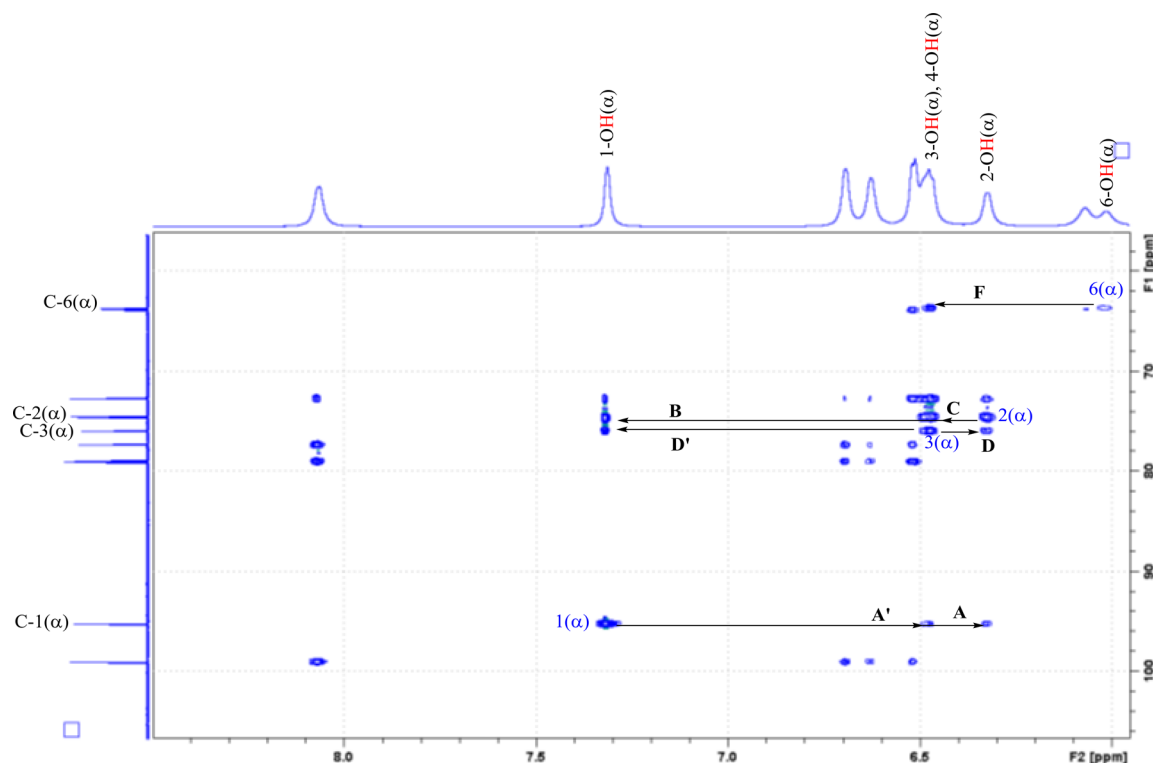 1-OH(α)
3-OH(α), 4-OH(α)
2-OH(α)
6-OH(α)
C-6(α)
C-2(α)
C-3(α)
C-1(α)
F
6(α)
B
C
2(α)
D'
3(α)
D
1(α)
A'
A
F1 [ppm]
70
80
90
100
8.0
7.5
7.0
6.5
F2 [ppm]